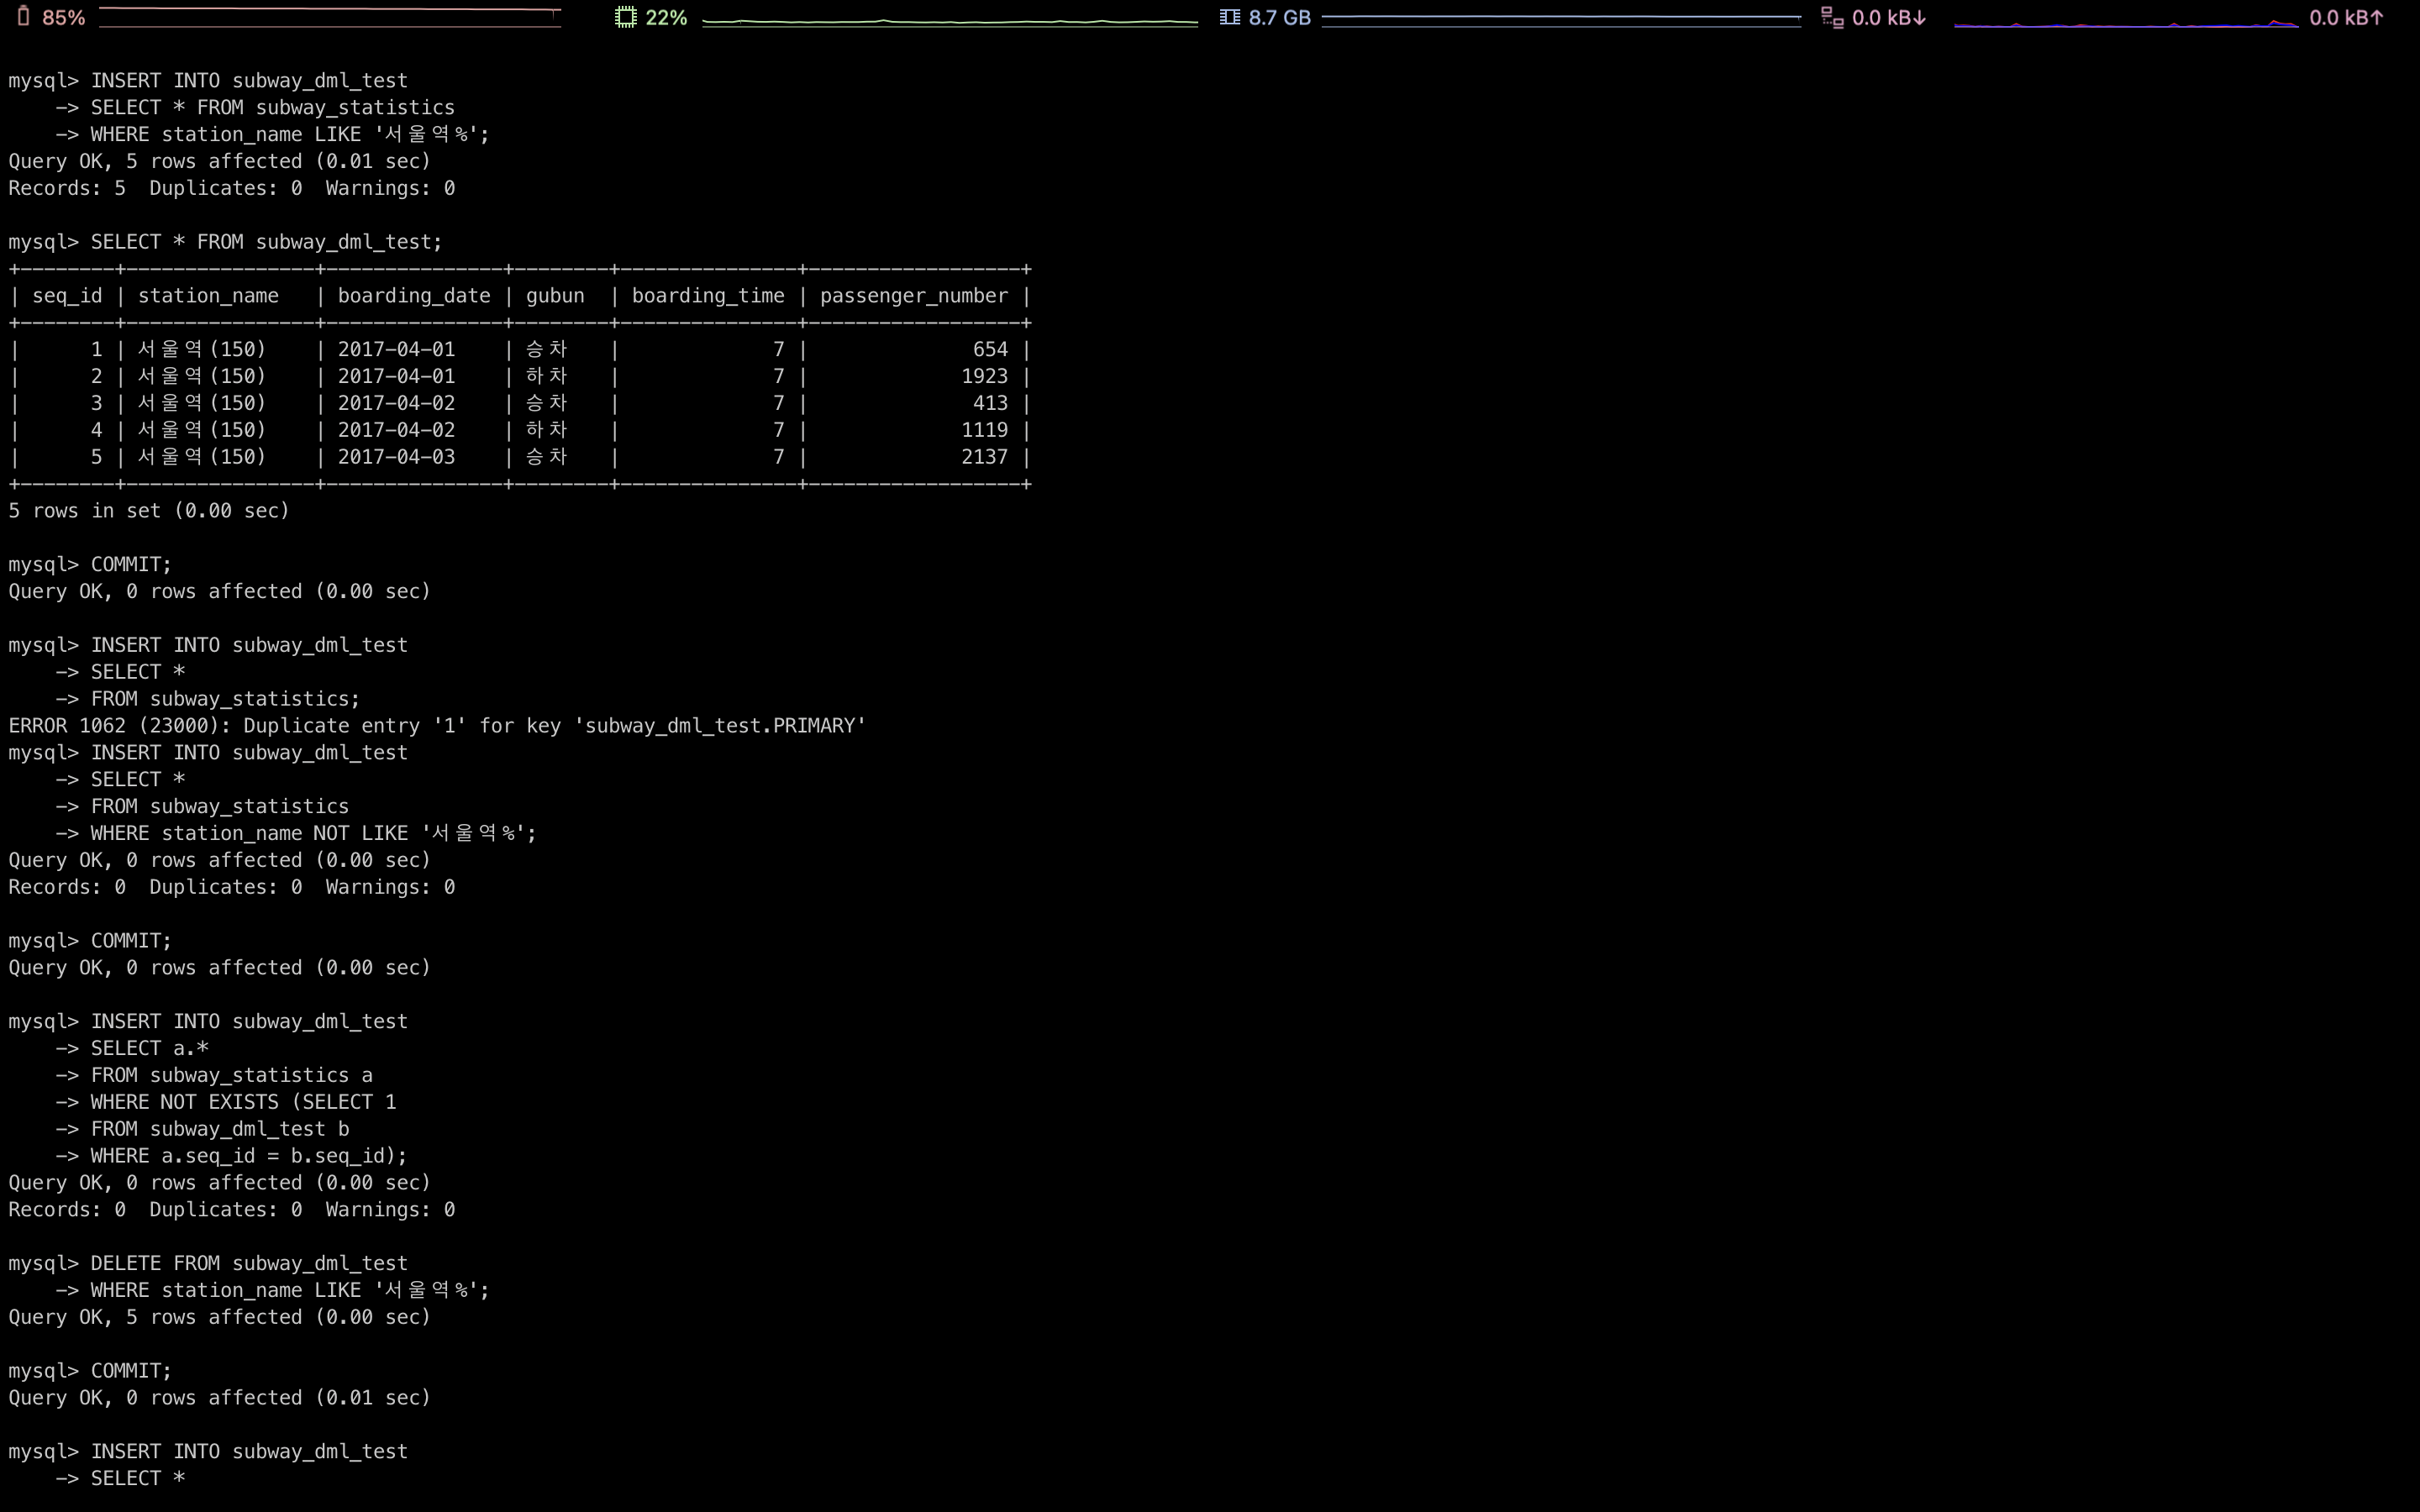 85% 22% 8.7 GB 0.0 kB↓ 0.0 kB↑
mysql> INSERT INTO subway_dml_test
    -> SELECT * FROM subway_statistics
    -> WHERE station_name LIKE '서울역%';
Query OK, 5 rows affected (0.01 sec)
Records: 5  Duplicates: 0  Warnings: 0
mysql> SELECT * FROM subway_dml_test;
+--------+----------------+---------------+--------+---------------+------------------+
| seq_id | station_name   | boarding_date | gubun  | boarding_time | passenger_number |
+--------+----------------+---------------+--------+---------------+------------------+
|      1 | 서울역(150)    | 2017-04-01    | 승차   |             7 |              654 |
|      2 | 서울역(150)    | 2017-04-01    | 하차   |             7 |             1923 |
|      3 | 서울역(150)    | 2017-04-02    | 승차   |             7 |              413 |
|      4 | 서울역(150)    | 2017-04-02    | 하차   |             7 |             1119 |
|      5 | 서울역(150)    | 2017-04-03    | 승차   |             7 |             2137 |
+--------+----------------+---------------+--------+---------------+------------------+
5 rows in set (0.00 sec)
mysql> COMMIT;
Query OK, 0 rows affected (0.00 sec)
mysql> INSERT INTO subway_dml_test
    -> SELECT *
    -> FROM subway_statistics;
ERROR 1062 (23000): Duplicate entry '1' for key 'subway_dml_test.PRIMARY'
mysql> INSERT INTO subway_dml_test
    -> SELECT *
    -> FROM subway_statistics
    -> WHERE station_name NOT LIKE '서울역%';
Query OK, 0 rows affected (0.00 sec)
Records: 0  Duplicates: 0  Warnings: 0
mysql> COMMIT;
Query OK, 0 rows affected (0.00 sec)
mysql> INSERT INTO subway_dml_test
    -> SELECT a.*
    -> FROM subway_statistics a
    -> WHERE NOT EXISTS (SELECT 1
    -> FROM subway_dml_test b
    -> WHERE a.seq_id = b.seq_id);
Query OK, 0 rows affected (0.00 sec)
Records: 0  Duplicates: 0  Warnings: 0
mysql> DELETE FROM subway_dml_test
    -> WHERE station_name LIKE '서울역%';
Query OK, 5 rows affected (0.00 sec)
mysql> COMMIT;
Query OK, 0 rows affected (0.01 sec)
mysql> INSERT INTO subway_dml_test
    -> SELECT *